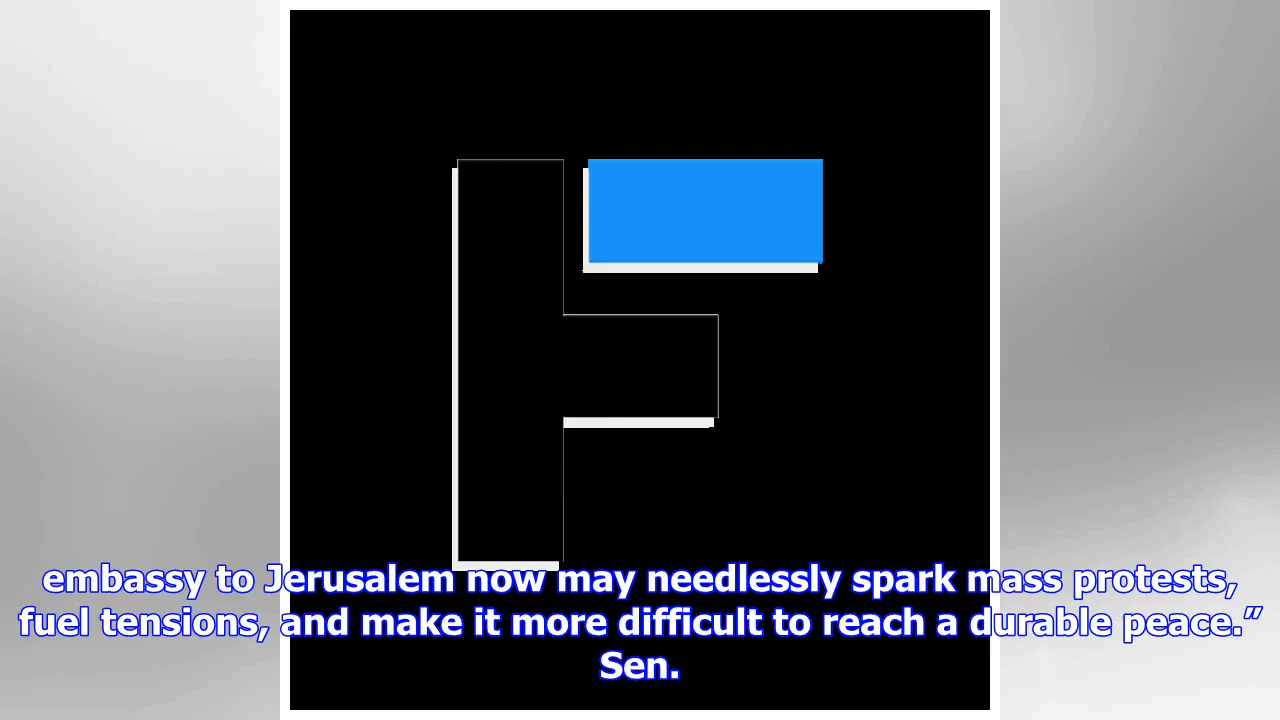 embassy to Jerusalem now may needlessly spark mass protests,
fuel tensions, and make it more difficult to reach a durable peace.”
Sen.